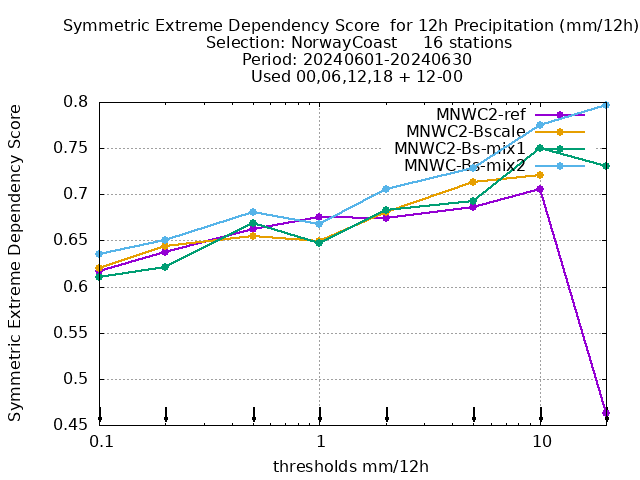 Symmetric Extreme Dependency Score  for 12h Precipitation (mm/12h)
Selection: NorwayCoast     16 stations
Period: 20240601-20240630
Used 00,06,12,18 + 12-00
MNWC2-ref
MNWC2-Bscale
MNWC2-Bs-mix1
MNWC-Bs-mix2
Symmetric Extreme Dependency Score
0.8
0.75
0.7
0.65
0.6
0.55
0.5
0.45
0.1 1 10
thresholds mm/12h